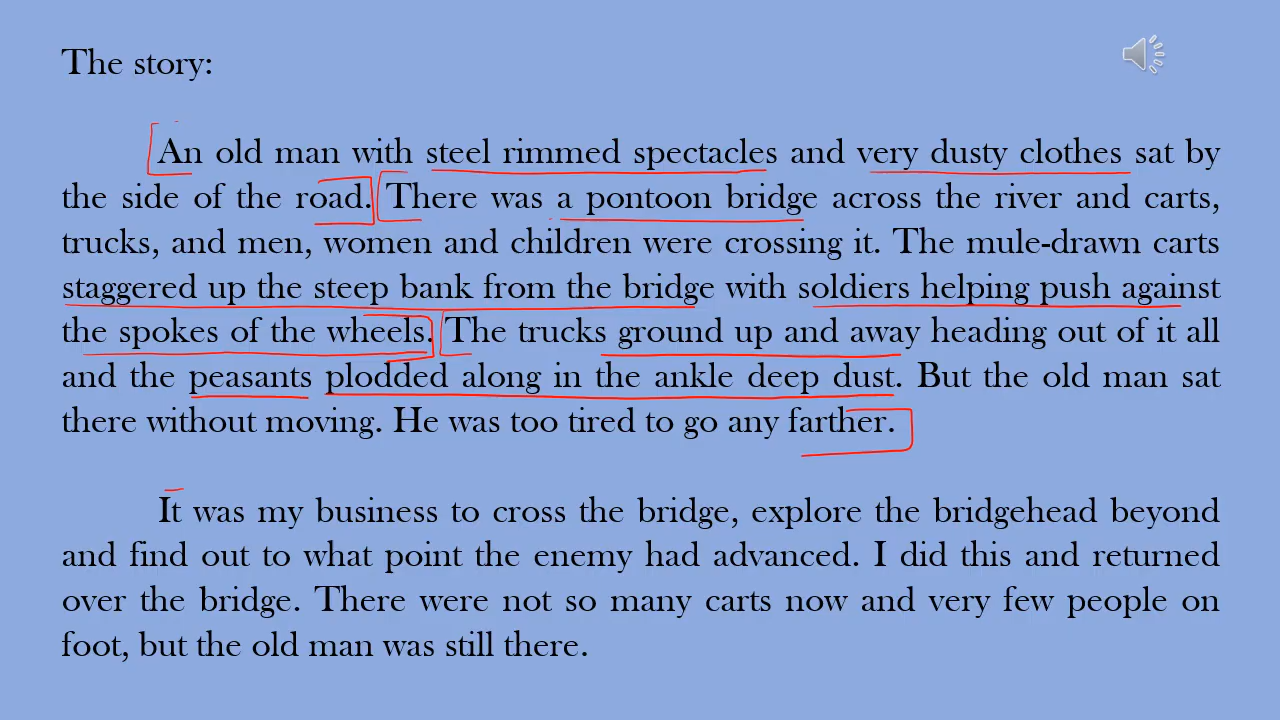 The story:
An old man with steel rimmed spectacles and very dusty clothes sat by
the side of the road. There was a pontoon bridge across the river and carts,
trucks, and men, women and children were crossing it. The mule-drawn carts
staggered up the steep bank from the bridge with soldiers helping push against
the spokes of the wheels. The trucks ground up and away heading out of it all
and the peasants plodded along in the ankle deep dust. But the old man sat
there without moving. He was too tired to go any farther.
It was my business to cross the bridge, explore the bridgehead beyond
and find out to what point the enemy had advanced. I did this and returned
over the bridge. There were not so many carts now and very few people on
foot, but the old man was still there.